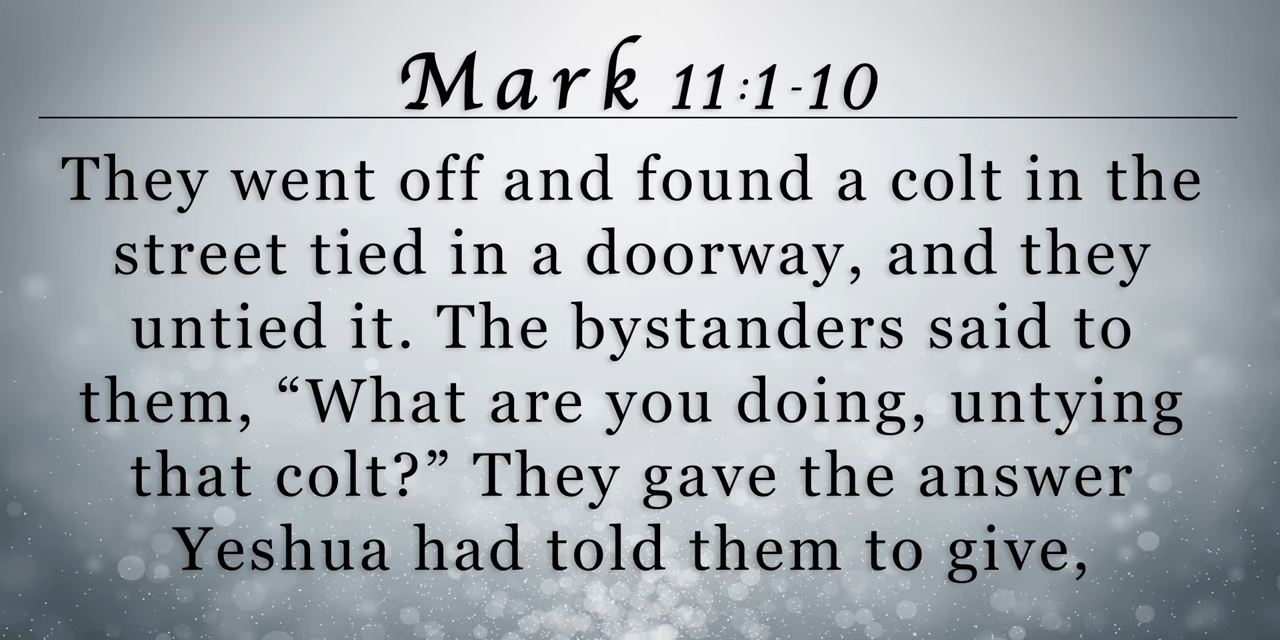 Mark 11:1-10
They went off and found a colt in the
street tied in a doorway, and they
untied it. The bystanders said to
them, “What are you doing, untying
that colt?” They gave the answer
Yeshua had told them to give,